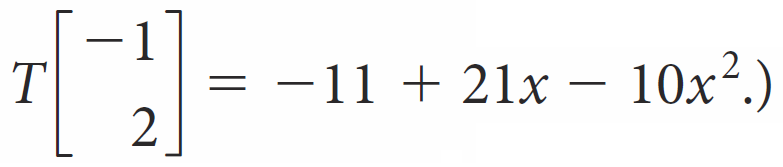 T[−1 2] = −11 + 21x − 10x².)